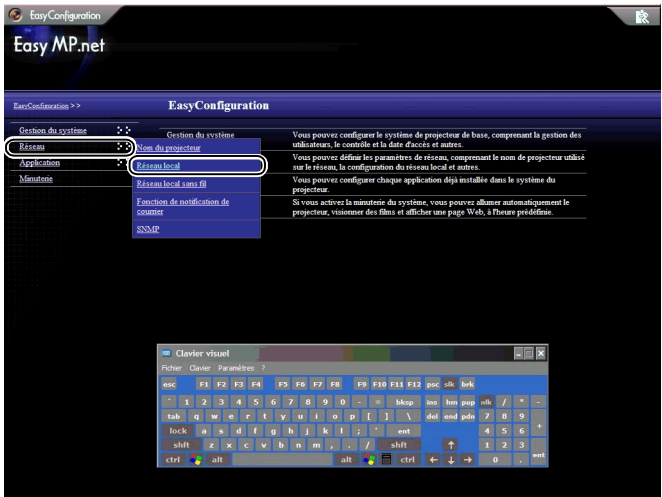 EasyConfiguration
Easy MP.net
EasyConfiguration >>
EasyConfiguration
Gestion du système
Réseau
Application
Minuterie
Gestion du système
Vous pouvez configurer le système de projecteur de base, comprenant la gestion des
utilisateurs, le contrôle et la date d'accès et autres.
Vous pouvez définir les paramètres de réseau, comprenant le nom de projecteur utilisé
sur le réseau, la configuration du réseau local et autres.
Vous pouvez configurer chaque application déjà installée dans le système du
projecteur.
Si vous activez la minuterie du système, vous pouvez allumer automatiquement le
projecteur, visionner des films et afficher une page Web, à l'heure prédéfinie.
Nom du projecteur
Réseau local
Réseau local sans fil
Fonction de notification de
courrier
SNMP
Clavier visuel
Fichier Clavier Paramètres ?
esc F1 F2 F3 F4 F5 F6 F7 F8 F9 F10 F11 F12 psc slk brk
` 1 2 3 4 5 6 7 8 9 0 - = bksp ins hm pup nlk / * -
tab q w e r t y u i o p [ ] \ del end pdn 7 8 9 +
lock a s d f g h j k l ; ' ent 4 5 6
shft z x c v b n m , . / shft ↑ 1 2 3 ent
ctrl alt alt ctrl ← ↓ → 0 .